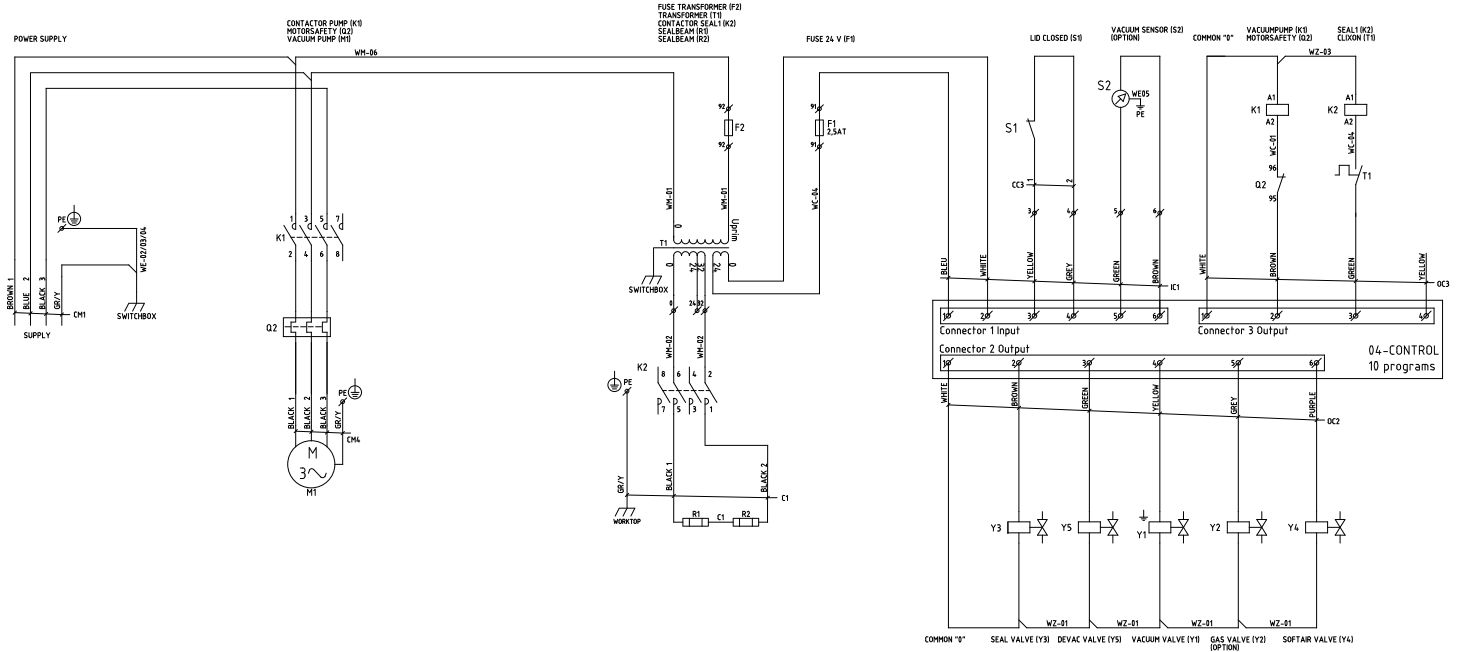 POWER SUPPLY
CONTACTOR PUMP (K1)
MOTORSAFETY (Q2)
VACUUM PUMP (M1)
FUSE TRANSFORMER (F2)
TRANSFORMER (T1)
CONTACTOR SEAL1 (K2)
SEALBEAM (R1)
SEALBEAM (R2)
FUSE 24 V (F1)
LID CLOSED (S1)
VACUUM SENSOR (S2)
(OPTION)
COMMON "0"
VACUUMPUMP (K1)
MOTORSAFETY (Q2)
SEAL1 (K2)
CLIXON (T1)
WM-06
WZ-03
92
F2
92
91
F1
2,5AT
91
S1
S2
WE05
PE
A1
K1
A2
A1
K2
A2
WC-01
WC-04
96
Q2
95
T1
CC3
1
2
3
4
5
6
PE
WE-02/03/04
SWITCHBOX
BROWN 1
BLUE 2
BLACK 3
GR/Y
CM1
SUPPLY
1
3
5
7
K1
2
4
6
8
Q2
BLACK 1
BLACK 2
BLACK 3
GR/Y
PE
CM4
M
3
M1
WM-01
WM-01
WC-04
0
Uprim
T1
0
24
32
24
0
SWITCHBOX
0
24
32
WM-02
WM-02
K2
8
6
4
2
7
5
3
1
PE
GR/Y
BLACK 1
BLACK 2
C1
WORKTOP
R1
C1
R2
BLEU
WHITE
YELLOW
GREY
GREEN
BROWN
IC1
WHITE
BROWN
GREEN
YELLOW
OC3
1
2
3
4
5
6
Connector 1 Input
1
2
3
4
Connector 3 Output
Connector 2 Output
04-CONTROL
10 programs
1
2
3
4
5
6
WHITE
BROWN
GREEN
YELLOW
GREY
PURPLE
OC2
Y3
Y5
Y1
Y2
Y4
WZ-01
WZ-01
WZ-01
WZ-01
COMMON "0"
SEAL VALVE (Y3)
DEVAC VALVE (Y5)
VACUUM VALVE (Y1)
GAS VALVE (Y2)
(OPTION)
SOFTAIR VALVE (Y4)